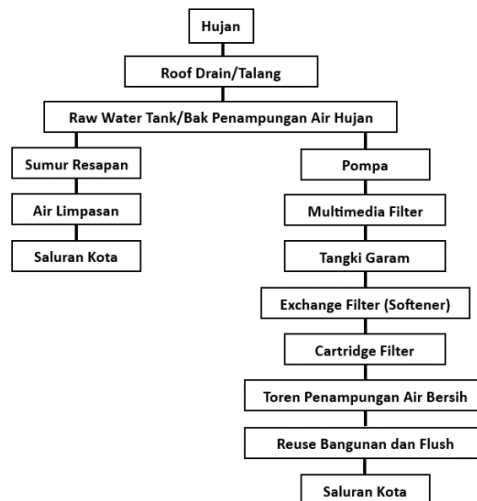 Hujan
Roof Drain/Talang
Raw Water Tank/Bak Penampungan Air Hujan
Sumur Resapan
Air Limpasan
Saluran Kota
Pompa
Multimedia Filter
Tangki Garam
Exchange Filter (Softener)
Cartridge Filter
Toren Penampungan Air Bersih
Reuse Bangunan dan Flush
Saluran Kota